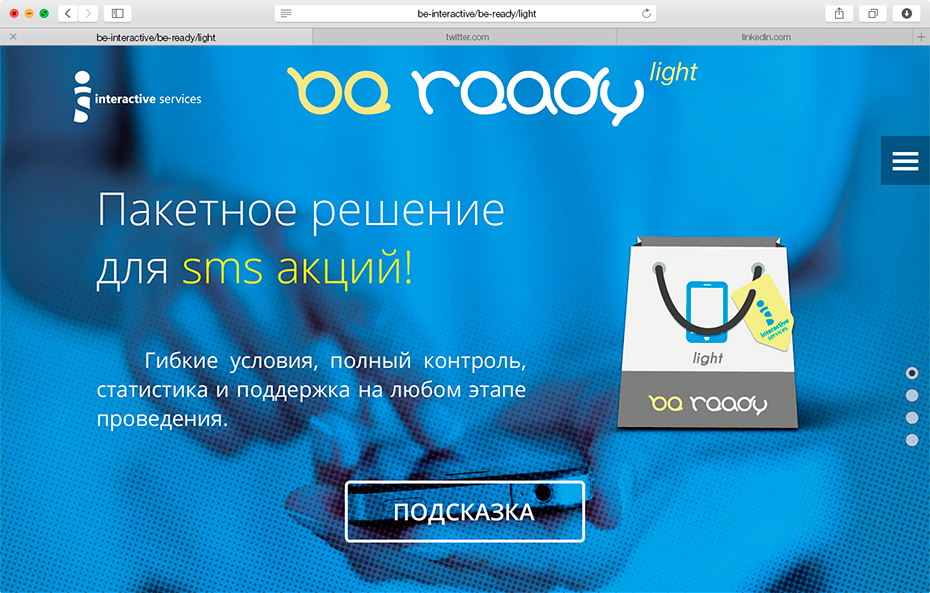 be-interactive/be-ready/light
be-interactive/be-ready/light
twitter.com
linkedin.com
interactive services
be ready light
Пакетное решение
для sms акций!
Гибкие условия, полный контроль,
статистика и поддержка на любом этапе
проведения.
interactive
services
light
be ready
ПОДСКАЗКА